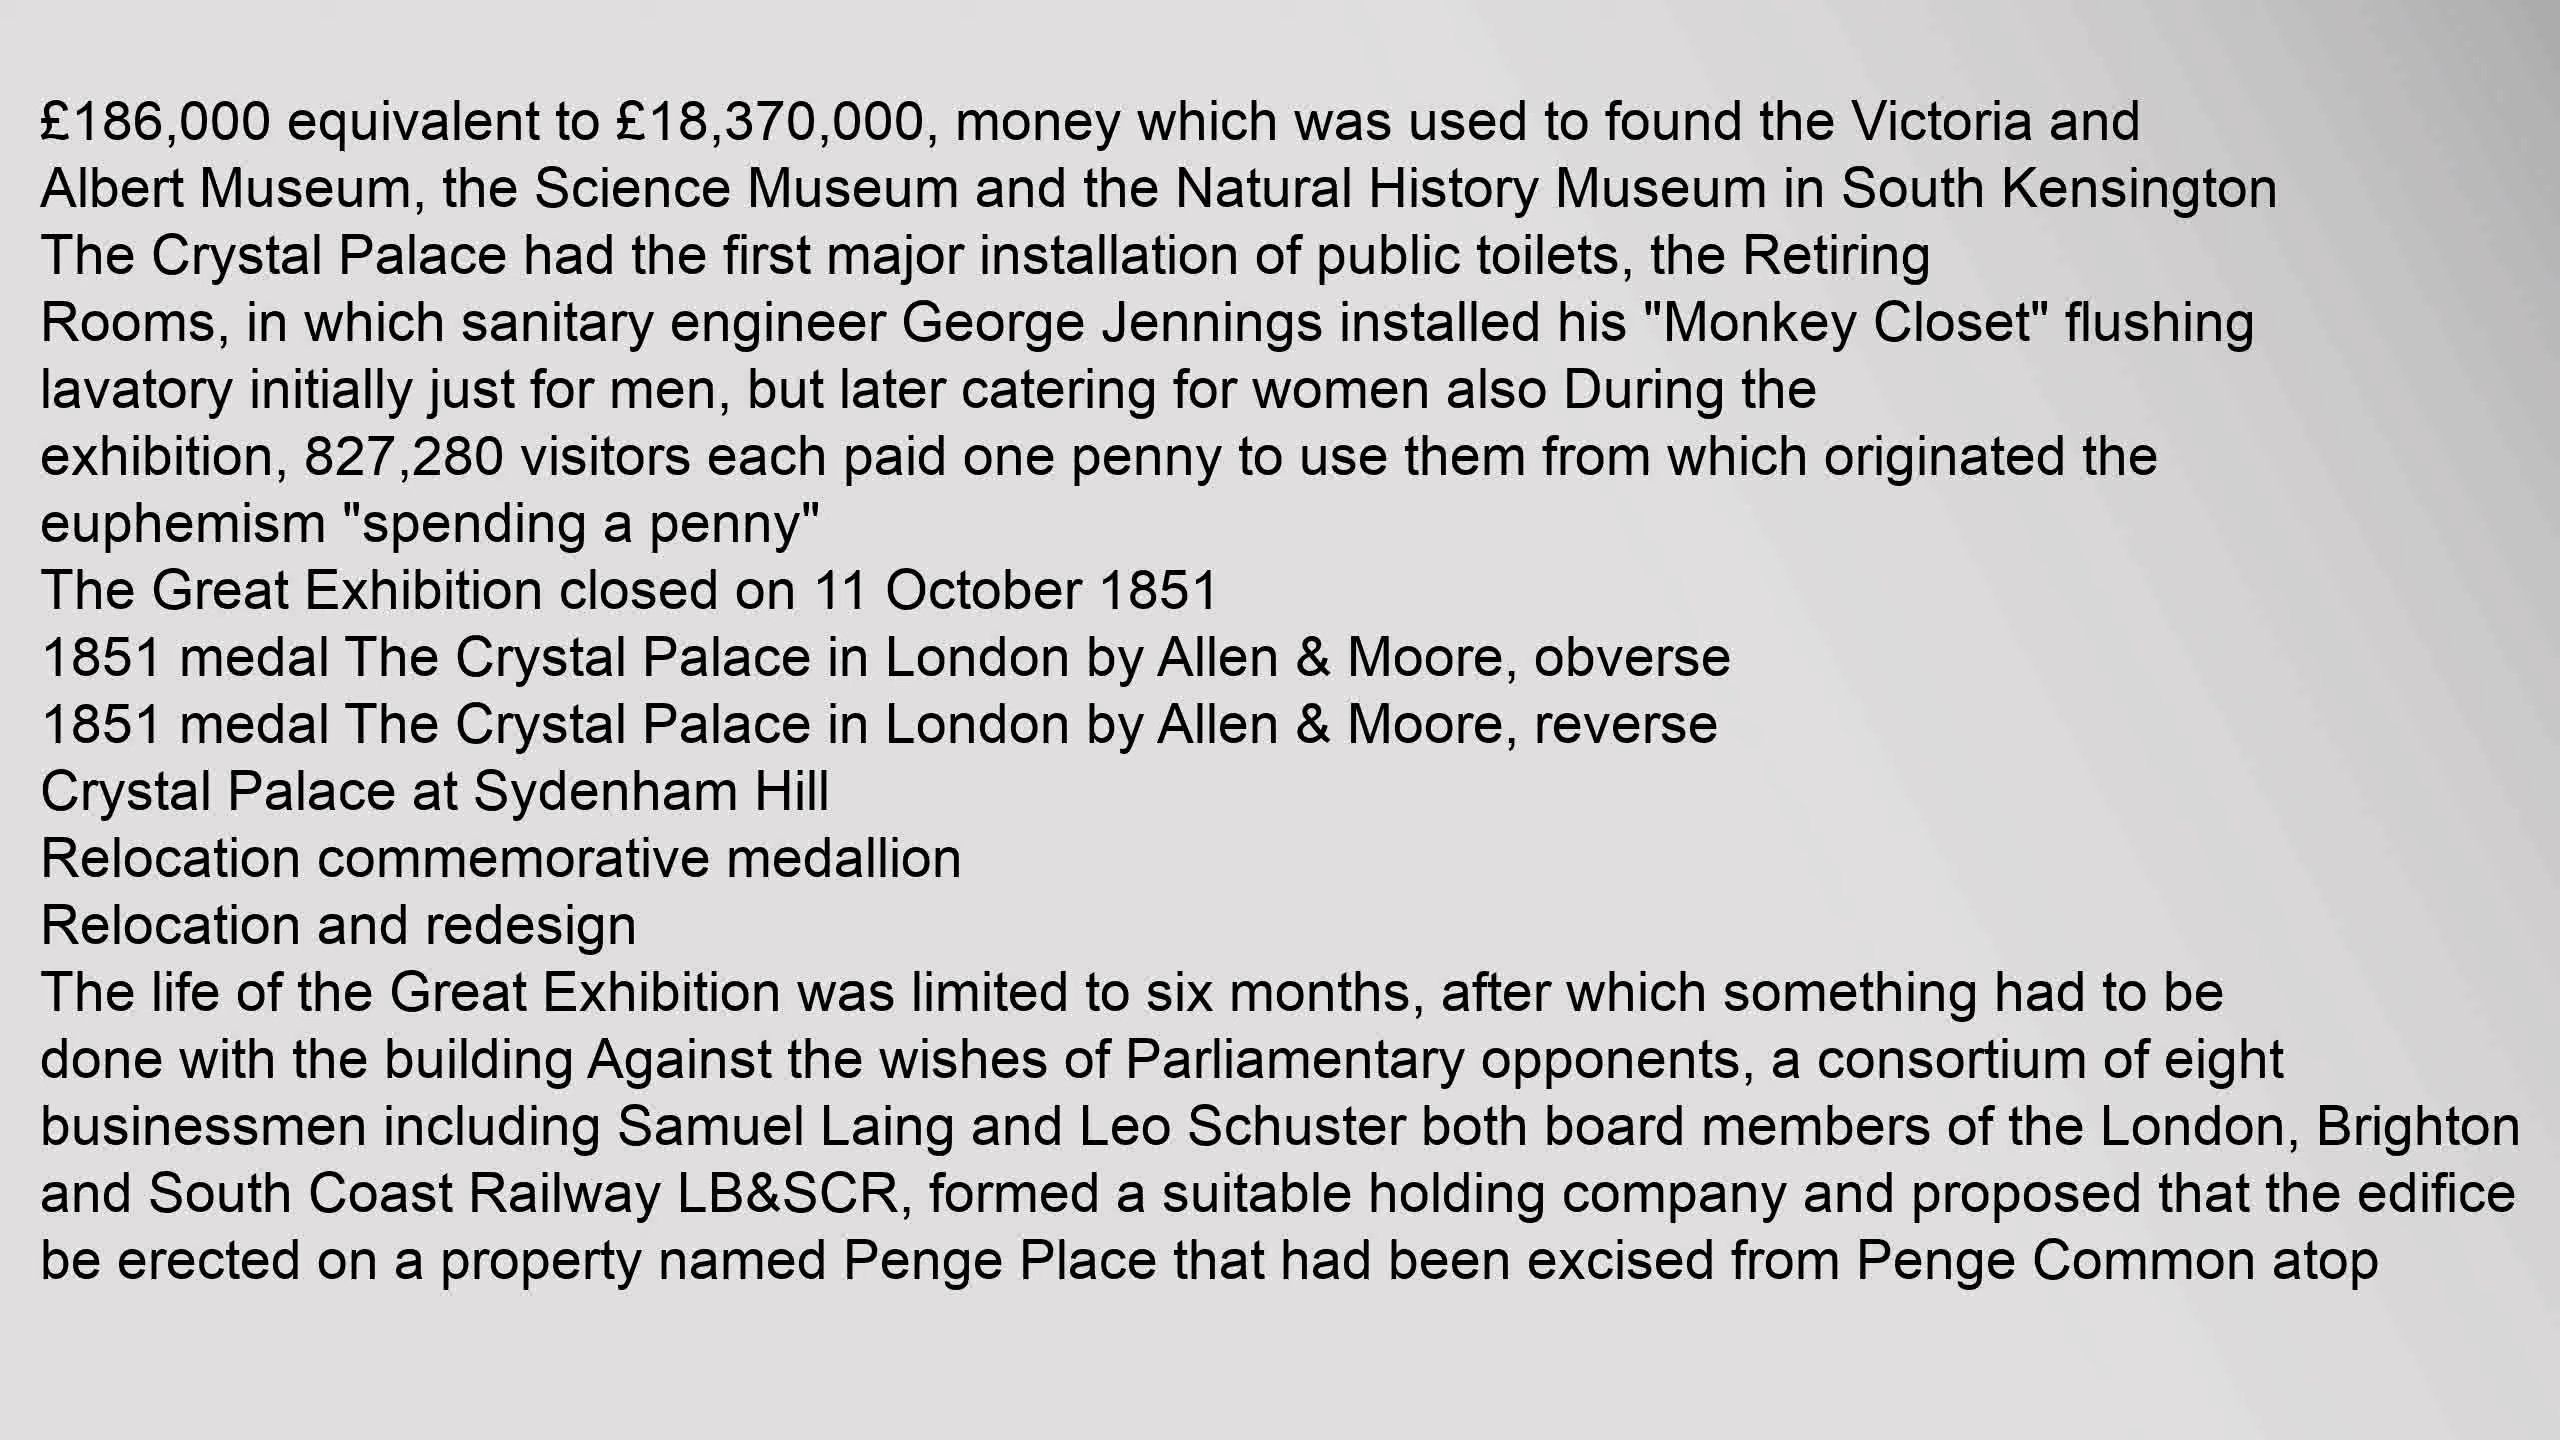 £186,000 equivalent to £18,370,000, money which was used to found the Victoria and
Albert Museum, the Science Museum and the Natural History Museum in South Kensington
The Crystal Palace had the first major installation of public toilets, the Retiring
Rooms, in which sanitary engineer George Jennings installed his "Monkey Closet" flushing
lavatory initially just for men, but later catering for women also During the
exhibition, 827,280 visitors each paid one penny to use them from which originated the
euphemism "spending a penny"
The Great Exhibition closed on 11 October 1851
1851 medal The Crystal Palace in London by Allen & Moore, obverse
1851 medal The Crystal Palace in London by Allen & Moore, reverse
Crystal Palace at Sydenham Hill
Relocation commemorative medallion
Relocation and redesign
The life of the Great Exhibition was limited to six months, after which something had to be
done with the building Against the wishes of Parliamentary opponents, a consortium of eight
businessmen including Samuel Laing and Leo Schuster both board members of the London, Brighton
and South Coast Railway LB&SCR, formed a suitable holding company and proposed that the edifice
be erected on a property named Penge Place that had been excised from Penge Common atop